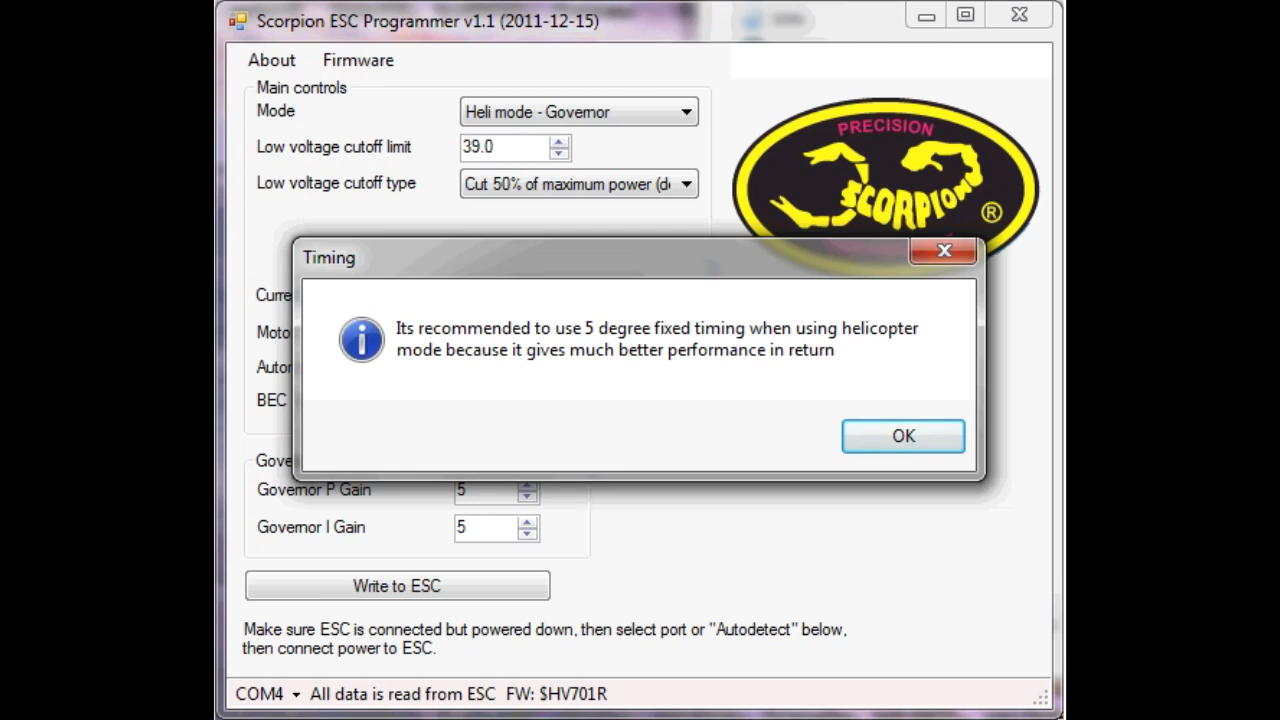 Scorpion ESC Programmer v1.1 (2011-12-15)
About Firmware
Main controls
Mode Heli mode - Governor
Low voltage cutoff limit 39.0
Low voltage cutoff type Cut 50% of maximum power (de
PRECISION
SCORPION
®
Timing
Its recommended to use 5 degree fixed timing when using helicopter
mode because it gives much better performance in return
OK
Curre
Moto
Autor
BEC
Gove
Governor P Gain 5
Governor I Gain 5
Write to ESC
Make sure ESC is connected but powered down, then select port or "Autodetect" below,
then connect power to ESC.
COM4 All data is read from ESC FW: $HV701R